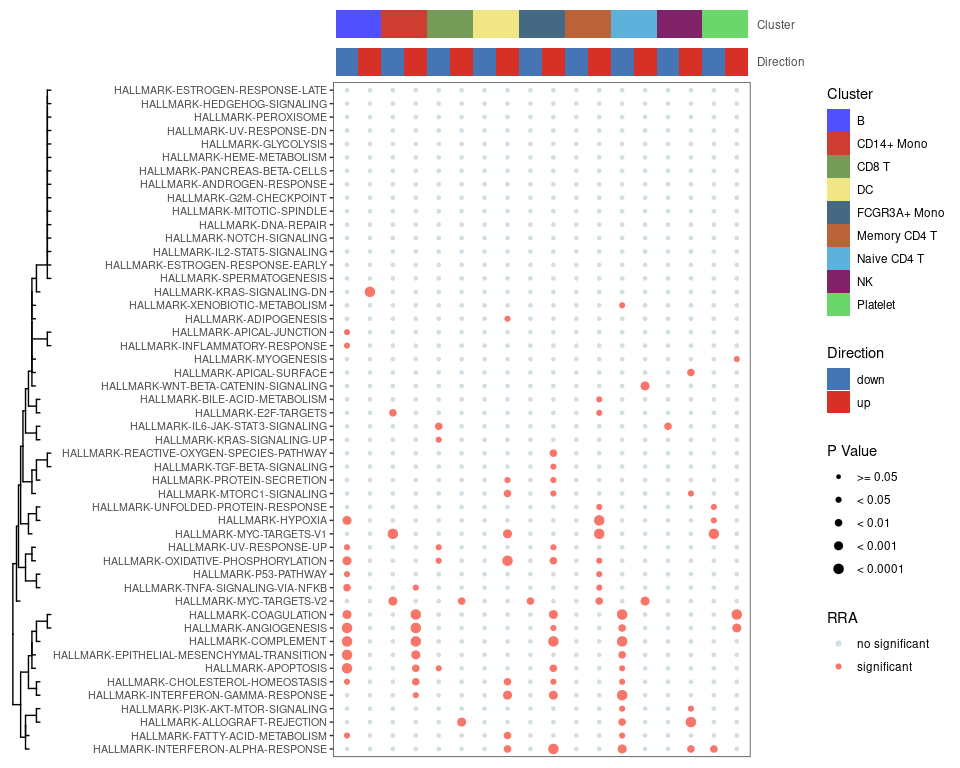 Cluster
Direction
HALLMARK-ESTROGEN-RESPONSE-LATE
HALLMARK-HEDGEHOG-SIGNALING
HALLMARK-PEROXISOME
HALLMARK-UV-RESPONSE-DN
HALLMARK-GLYCOLYSIS
HALLMARK-HEME-METABOLISM
HALLMARK-PANCREAS-BETA-CELLS
HALLMARK-ANDROGEN-RESPONSE
HALLMARK-G2M-CHECKPOINT
HALLMARK-MITOTIC-SPINDLE
HALLMARK-DNA-REPAIR
HALLMARK-NOTCH-SIGNALING
HALLMARK-IL2-STAT5-SIGNALING
HALLMARK-ESTROGEN-RESPONSE-EARLY
HALLMARK-SPERMATOGENESIS
HALLMARK-KRAS-SIGNALING-DN
HALLMARK-XENOBIOTIC-METABOLISM
HALLMARK-ADIPOGENESIS
HALLMARK-APICAL-JUNCTION
HALLMARK-INFLAMMATORY-RESPONSE
HALLMARK-MYOGENESIS
HALLMARK-APICAL-SURFACE
HALLMARK-WNT-BETA-CATENIN-SIGNALING
HALLMARK-BILE-ACID-METABOLISM
HALLMARK-E2F-TARGETS
HALLMARK-IL6-JAK-STAT3-SIGNALING
HALLMARK-KRAS-SIGNALING-UP
HALLMARK-REACTIVE-OXYGEN-SPECIES-PATHWAY
HALLMARK-TGF-BETA-SIGNALING
HALLMARK-PROTEIN-SECRETION
HALLMARK-MTORC1-SIGNALING
HALLMARK-UNFOLDED-PROTEIN-RESPONSE
HALLMARK-HYPOXIA
HALLMARK-MYC-TARGETS-V1
HALLMARK-UV-RESPONSE-UP
HALLMARK-OXIDATIVE-PHOSPHORYLATION
HALLMARK-P53-PATHWAY
HALLMARK-TNFA-SIGNALING-VIA-NFKB
HALLMARK-MYC-TARGETS-V2
HALLMARK-COAGULATION
HALLMARK-ANGIOGENESIS
HALLMARK-COMPLEMENT
HALLMARK-EPITHELIAL-MESENCHYMAL-TRANSITION
HALLMARK-APOPTOSIS
HALLMARK-CHOLESTEROL-HOMEOSTASIS
HALLMARK-INTERFERON-GAMMA-RESPONSE
HALLMARK-PI3K-AKT-MTOR-SIGNALING
HALLMARK-ALLOGRAFT-REJECTION
HALLMARK-FATTY-ACID-METABOLISM
HALLMARK-INTERFERON-ALPHA-RESPONSE
Cluster
B
CD14+ Mono
CD8 T
DC
FCGR3A+ Mono
Memory CD4 T
Naive CD4 T
NK
Platelet
Direction
down
up
P Value
>= 0.05
< 0.05
< 0.01
< 0.001
< 0.0001
RRA
no significant
significant